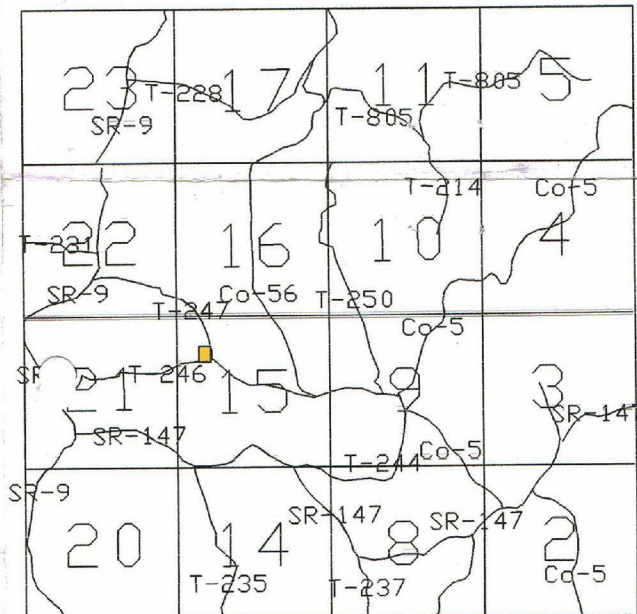 23 17 11 5
T-228 T-805
T-805
SR-9
T-214 Co-5
22 16 10 4
T-231
SR-9 Co-56 T-250
T-247
Co-5
T-246 15 9 3
SR-147
SR-147 Co-5
T-244
SR-9
SR-147 SR-147
20 14 8 2
T-235 T-237 Co-5